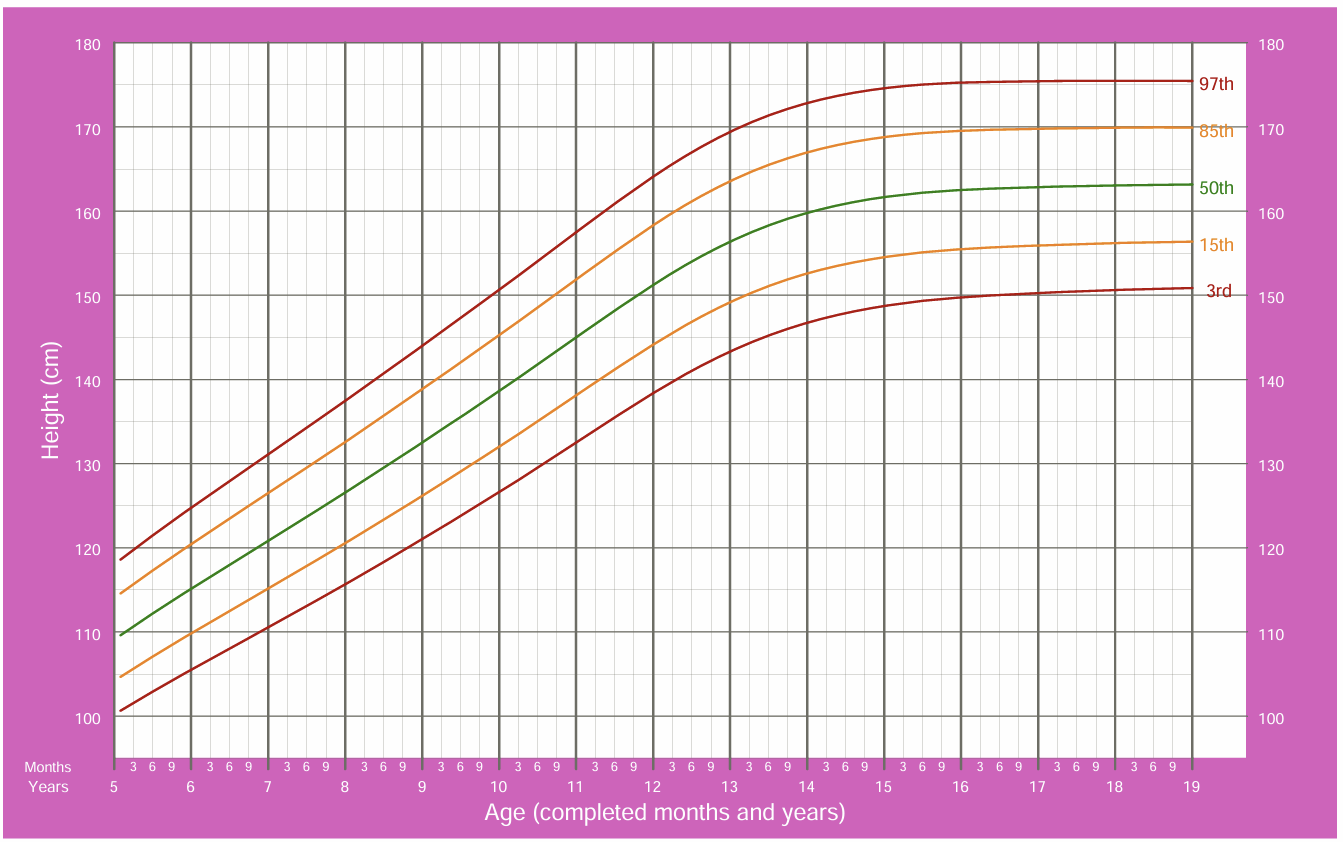 180 180
97th
170 85th 170
50th
160 160
15th
150 3rd 150
Height (cm)
140 140
130 130
120 120
110 110
100 100
Months 3 6 9 3 6 9 3 6 9 3 6 9 3 6 9 3 6 9 3 6 9 3 6 9 3 6 9 3 6 9 3 6 9 3 6 9 3 6 9 3 6 9
Years 5 6 7 8 9 10 11 12 13 14 15 16 17 18 19
Age (completed months and years)